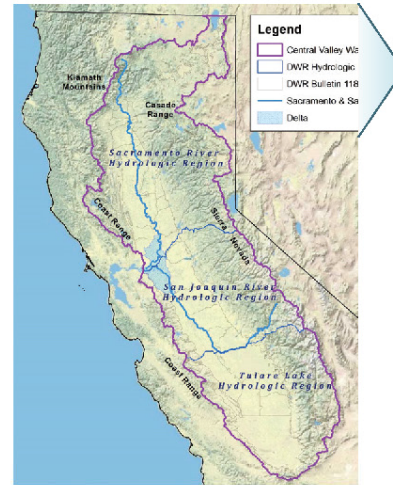 Legend
Central Valley Wa
DWR Hydrologic
DWR Bulletin 118
Sacramento & Sa
Delta
Klamath
Mountains
Casade
Range
Sacramento River
Hydrologic Region
Coast Range
Sierra Nevada
San Joaquin River
Hydrologic Region
Coast Range
Tulare Lake
Hydrologic Region